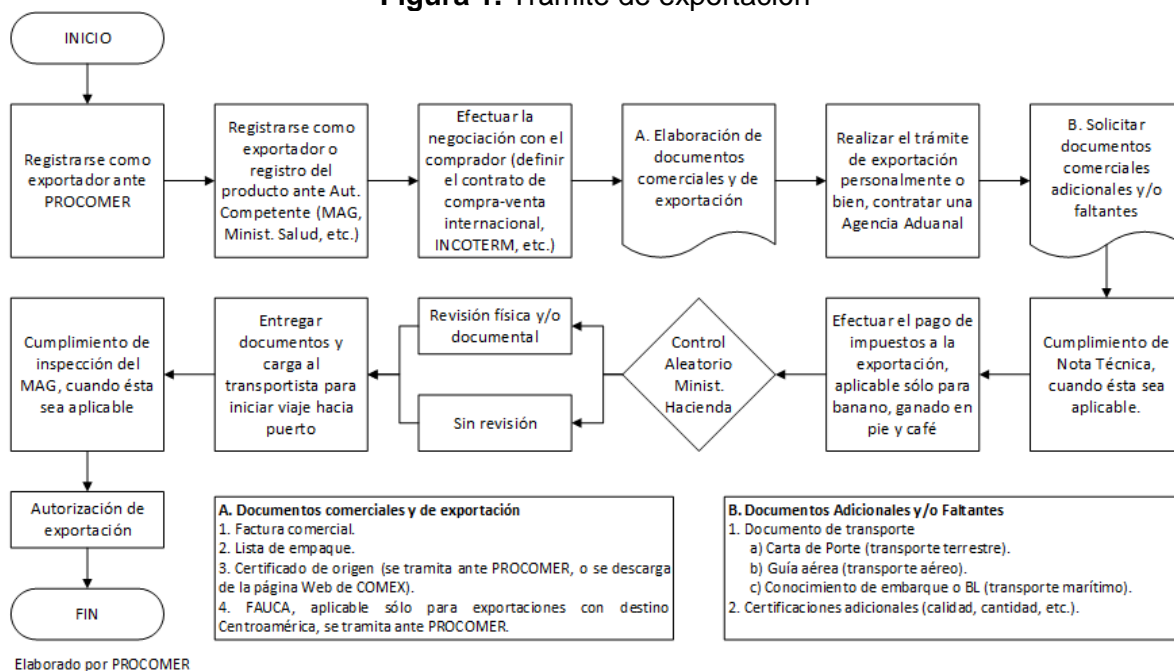 Figura 1. Trámite de exportación
INICIO
Registrarse como
exportador ante
PROCOMER
Registrarse como
exportador o
registro del
producto ante Aut.
Competente (MAG,
Minist. Salud, etc.)
Efectuar la
negociación con el
comprador (definir
el contrato de
compra-venta
internacional,
INCOTERM, etc.)
A. Elaboración de
documentos
comerciales y de
exportación
Realizar el trámite
de exportación
personalmente o
bien, contratar una
Agencia Aduanal
B. Solicitar
documentos
comerciales
adicionales y/o
faltantes
Cumplimiento de
Nota Técnica,
cuando ésta sea
aplicable.
Efectuar el pago de
impuestos a la
exportación,
aplicable sólo para
banano, ganado en
pie y café
Control
Aleatorio
Minist.
Hacienda
Revisión física y/o
documental
Sin revisión
Entregar
documentos y
carga al
transportista para
iniciar viaje hacia
puerto
Cumplimiento de
inspección del
MAG, cuando ésta
sea aplicable
Autorización de
exportación
FIN
A. Documentos comerciales y de exportación
1. Factura comercial.
2. Lista de empaque.
3. Certificado de origen (se tramita ante PROCOMER, o se descarga
de la página Web de COMEX).
4. FAUCA, aplicable sólo para exportaciones con destino
Centroamérica, se tramita ante PROCOMER.
B. Documentos Adicionales y/o Faltantes
1. Documento de transporte
a) Carta de Porte (transporte terrestre).
b) Guía aérea (transporte aéreo).
c) Conocimiento de embarque o BL (transporte marítimo).
2. Certificaciones adicionales (calidad, cantidad, etc.).
Elaborado por PROCOMER